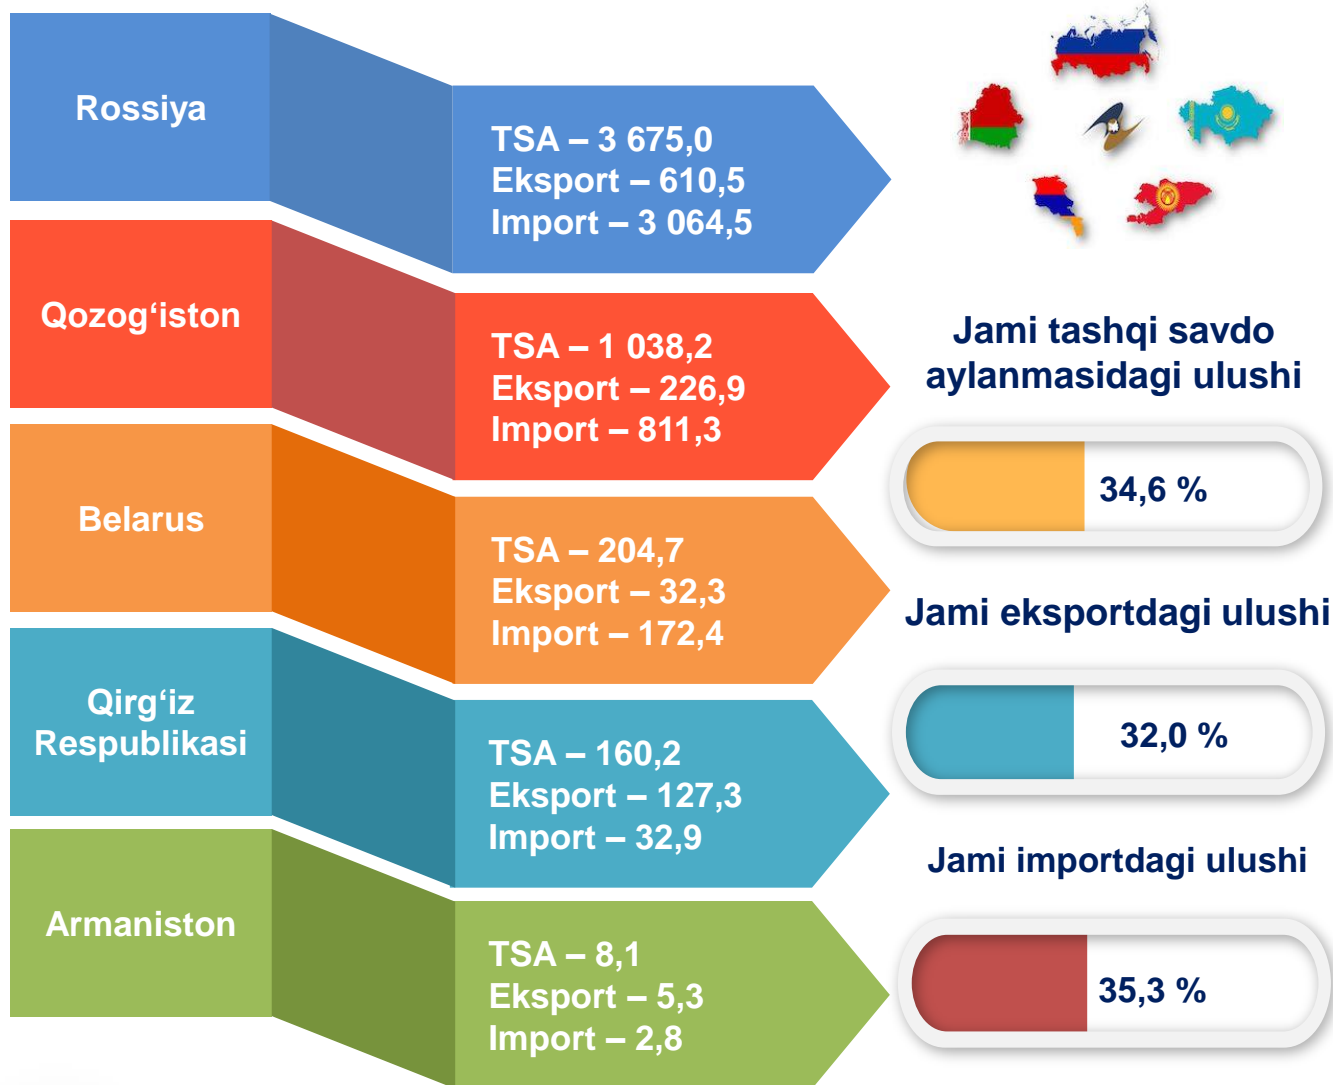 Rossiya
TSA – 3 675,0
Eksport – 610,5
Import – 3 064,5
Qozog‘iston
TSA – 1 038,2
Eksport – 226,9
Import – 811,3
Belarus
TSA – 204,7
Eksport – 32,3
Import – 172,4
Qirg‘iz
Respublikasi
TSA – 160,2
Eksport – 127,3
Import – 32,9
Armaniston
TSA – 8,1
Eksport – 5,3
Import – 2,8
Jami tashqi savdo
aylanmasidagi ulushi
34,6 %
Jami eksportdagi ulushi
32,0 %
Jami importdagi ulushi
35,3 %